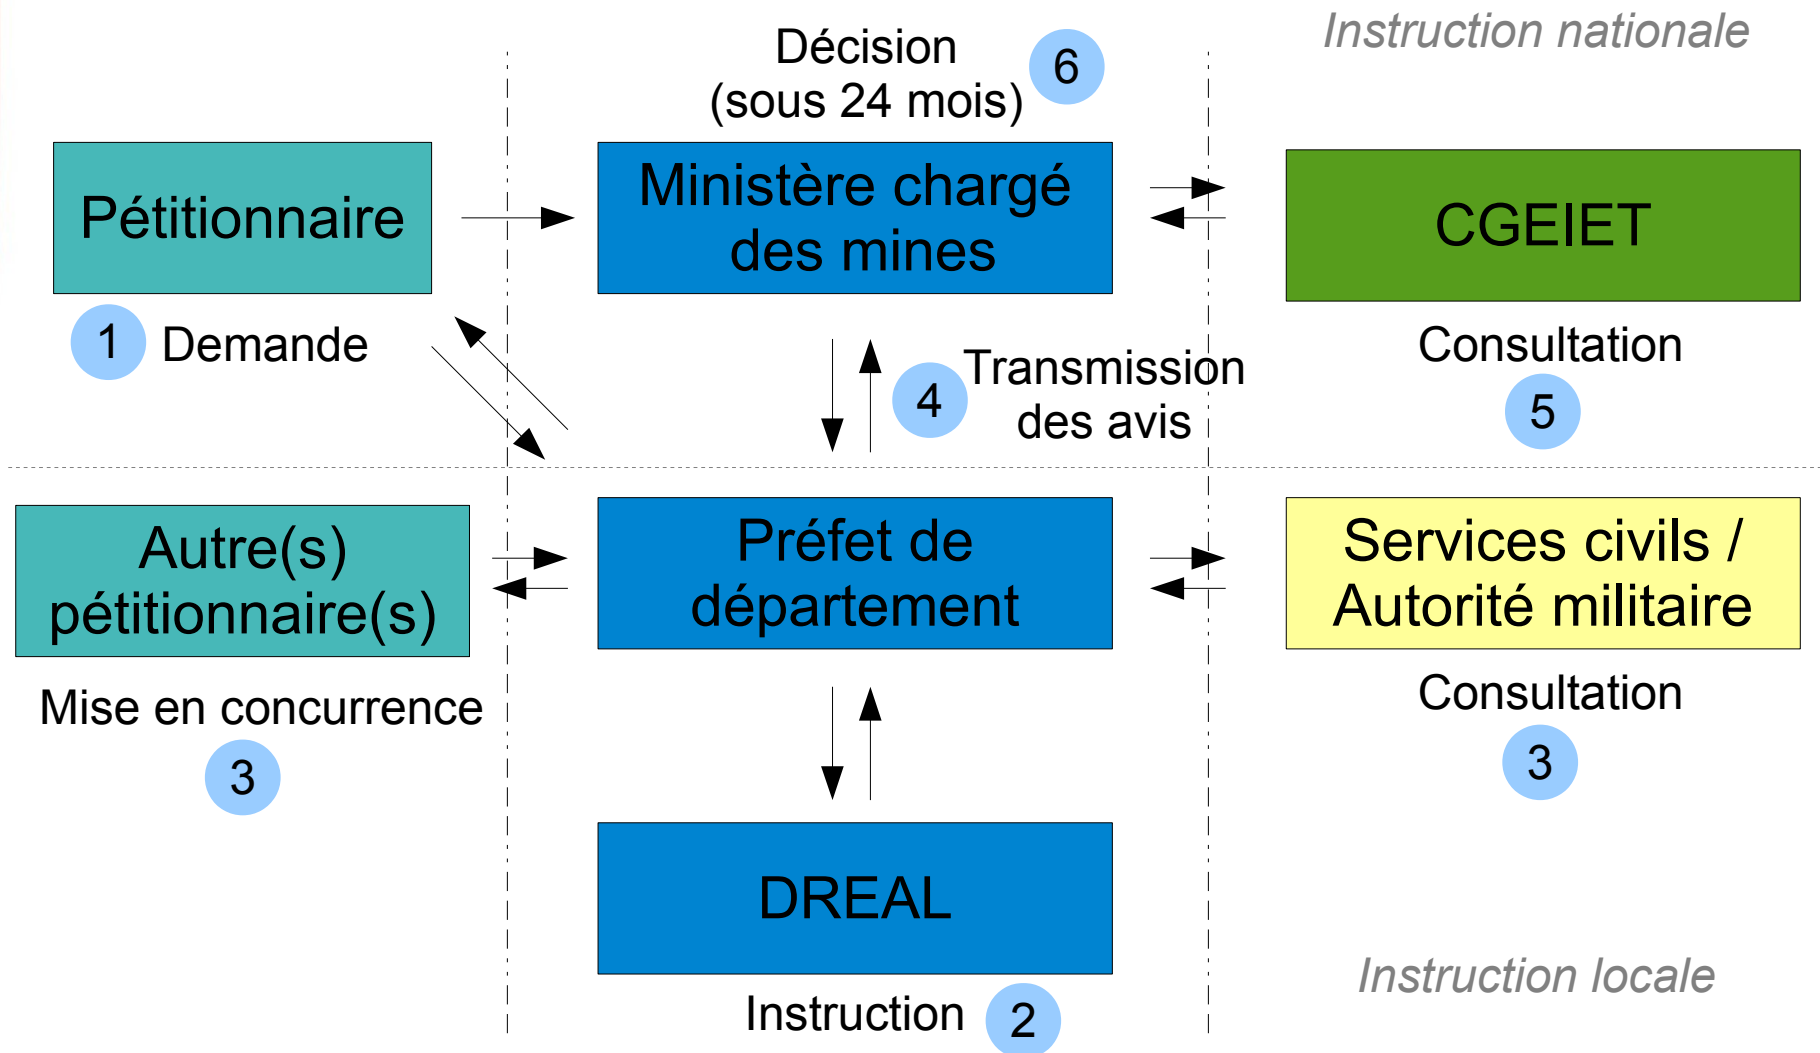 Instruction nationale
Décision
(sous 24 mois)
6
Pétitionnaire
Ministère chargé
des mines
CGEIET
1
Demande
4
Transmission
des avis
Consultation
5
Autre(s)
pétitionnaire(s)
Préfet de
département
Services civils /
Autorité militaire
Mise en concurrence
3
Consultation
3
DREAL
Instruction locale
Instruction
2